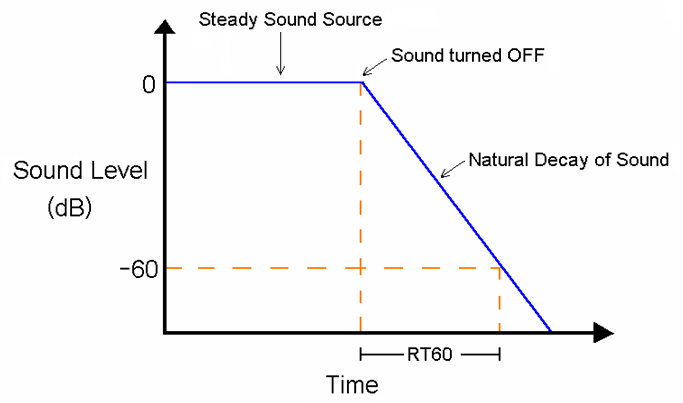 Steady Sound Source
Sound turned OFF
0
Natural Decay of Sound
Sound Level
(dB)
-60
RT60
Time